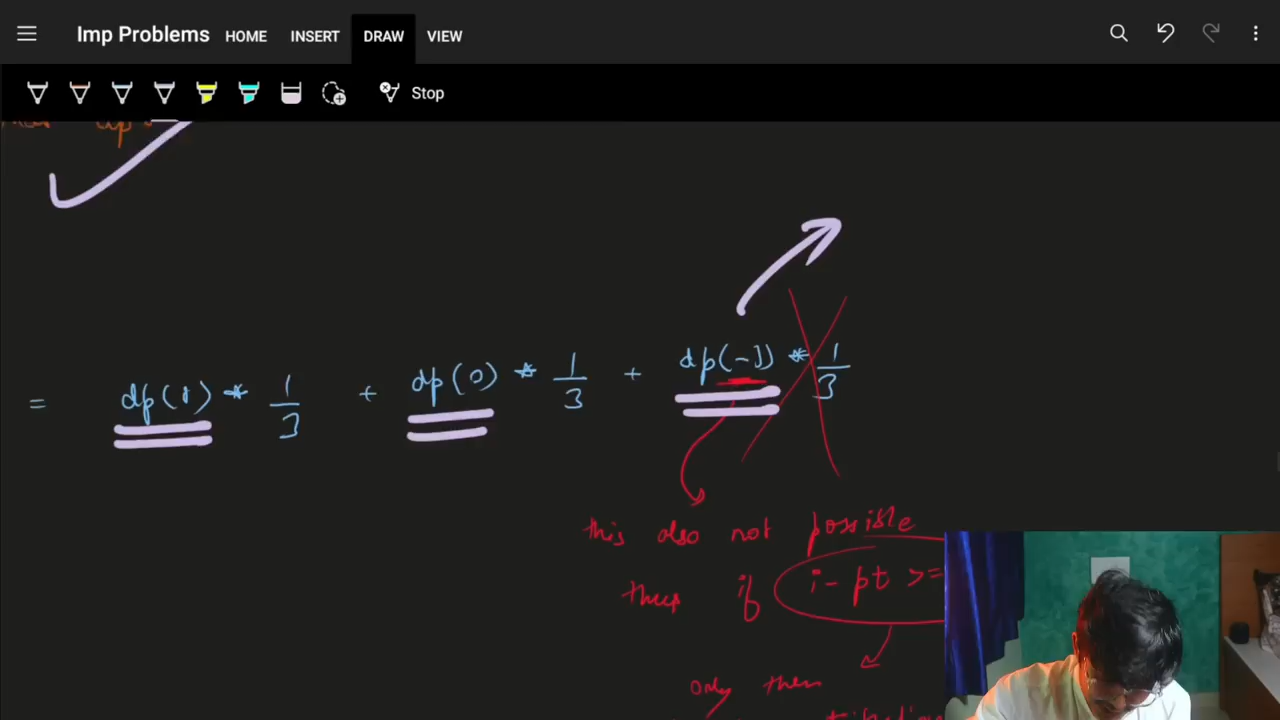 Imp Problems HOME INSERT DRAW VIEW
Stop
= dp(1) * 1/3 + dp(0) * 1/3 + dp(-1) * 1/3
this also not possible
thus if i - pt >=
only then